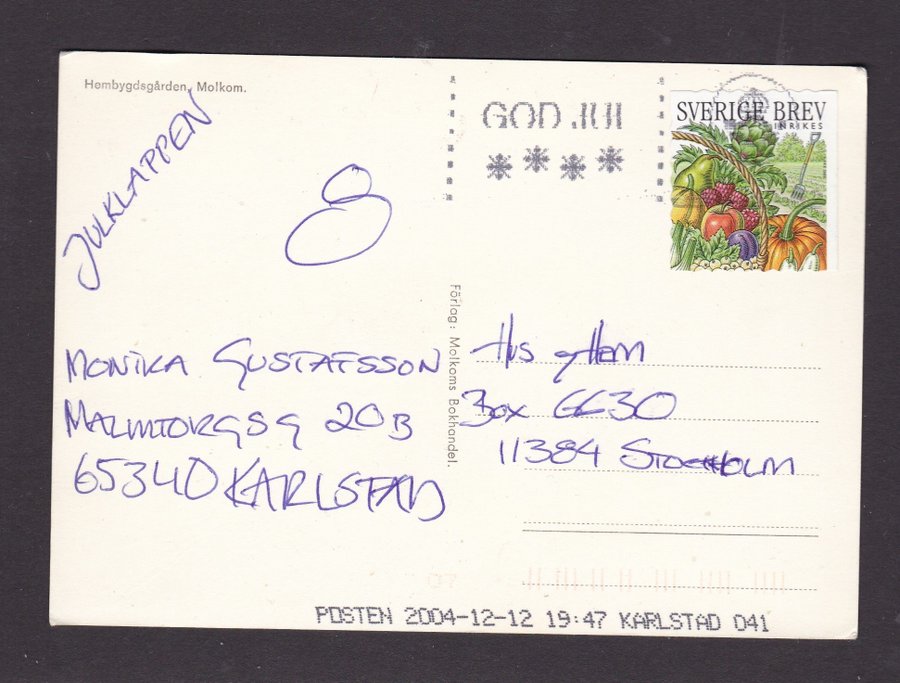 Hembygdsgården, Molkom.
JULKLAPPEN
8
GOD JUL
SVERIGE BREV
INRIKES
Förlag: Molkoms Bokhandel.
MONIKA GUSTAFSSON
MALMTORGSG 20B
65340 KARLSTAD
Hus & Hem
Box 6630
11384 STOCKHOLM
POSTEN 2004-12-12 19:47 KARLSTAD 041